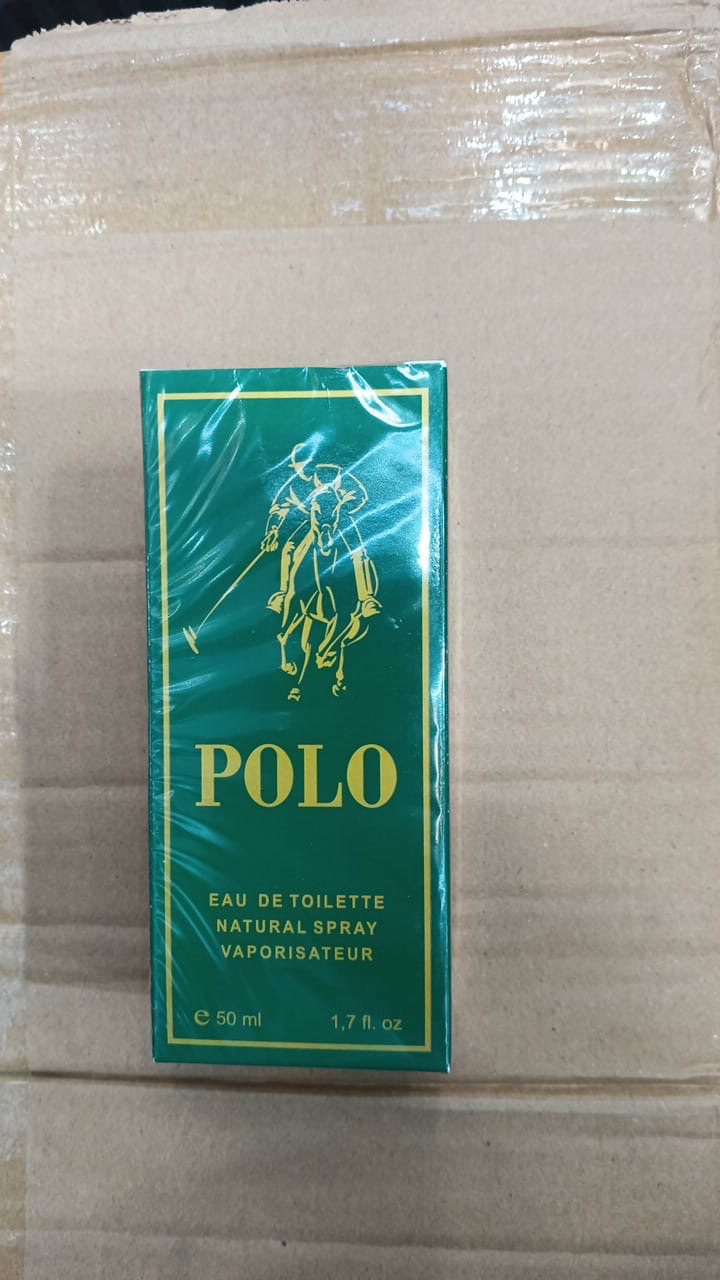 POLO
EAU DE TOILETTE
NATURAL SPRAY
VAPORISATEUR
e 50 ml 1,7 fl. oz